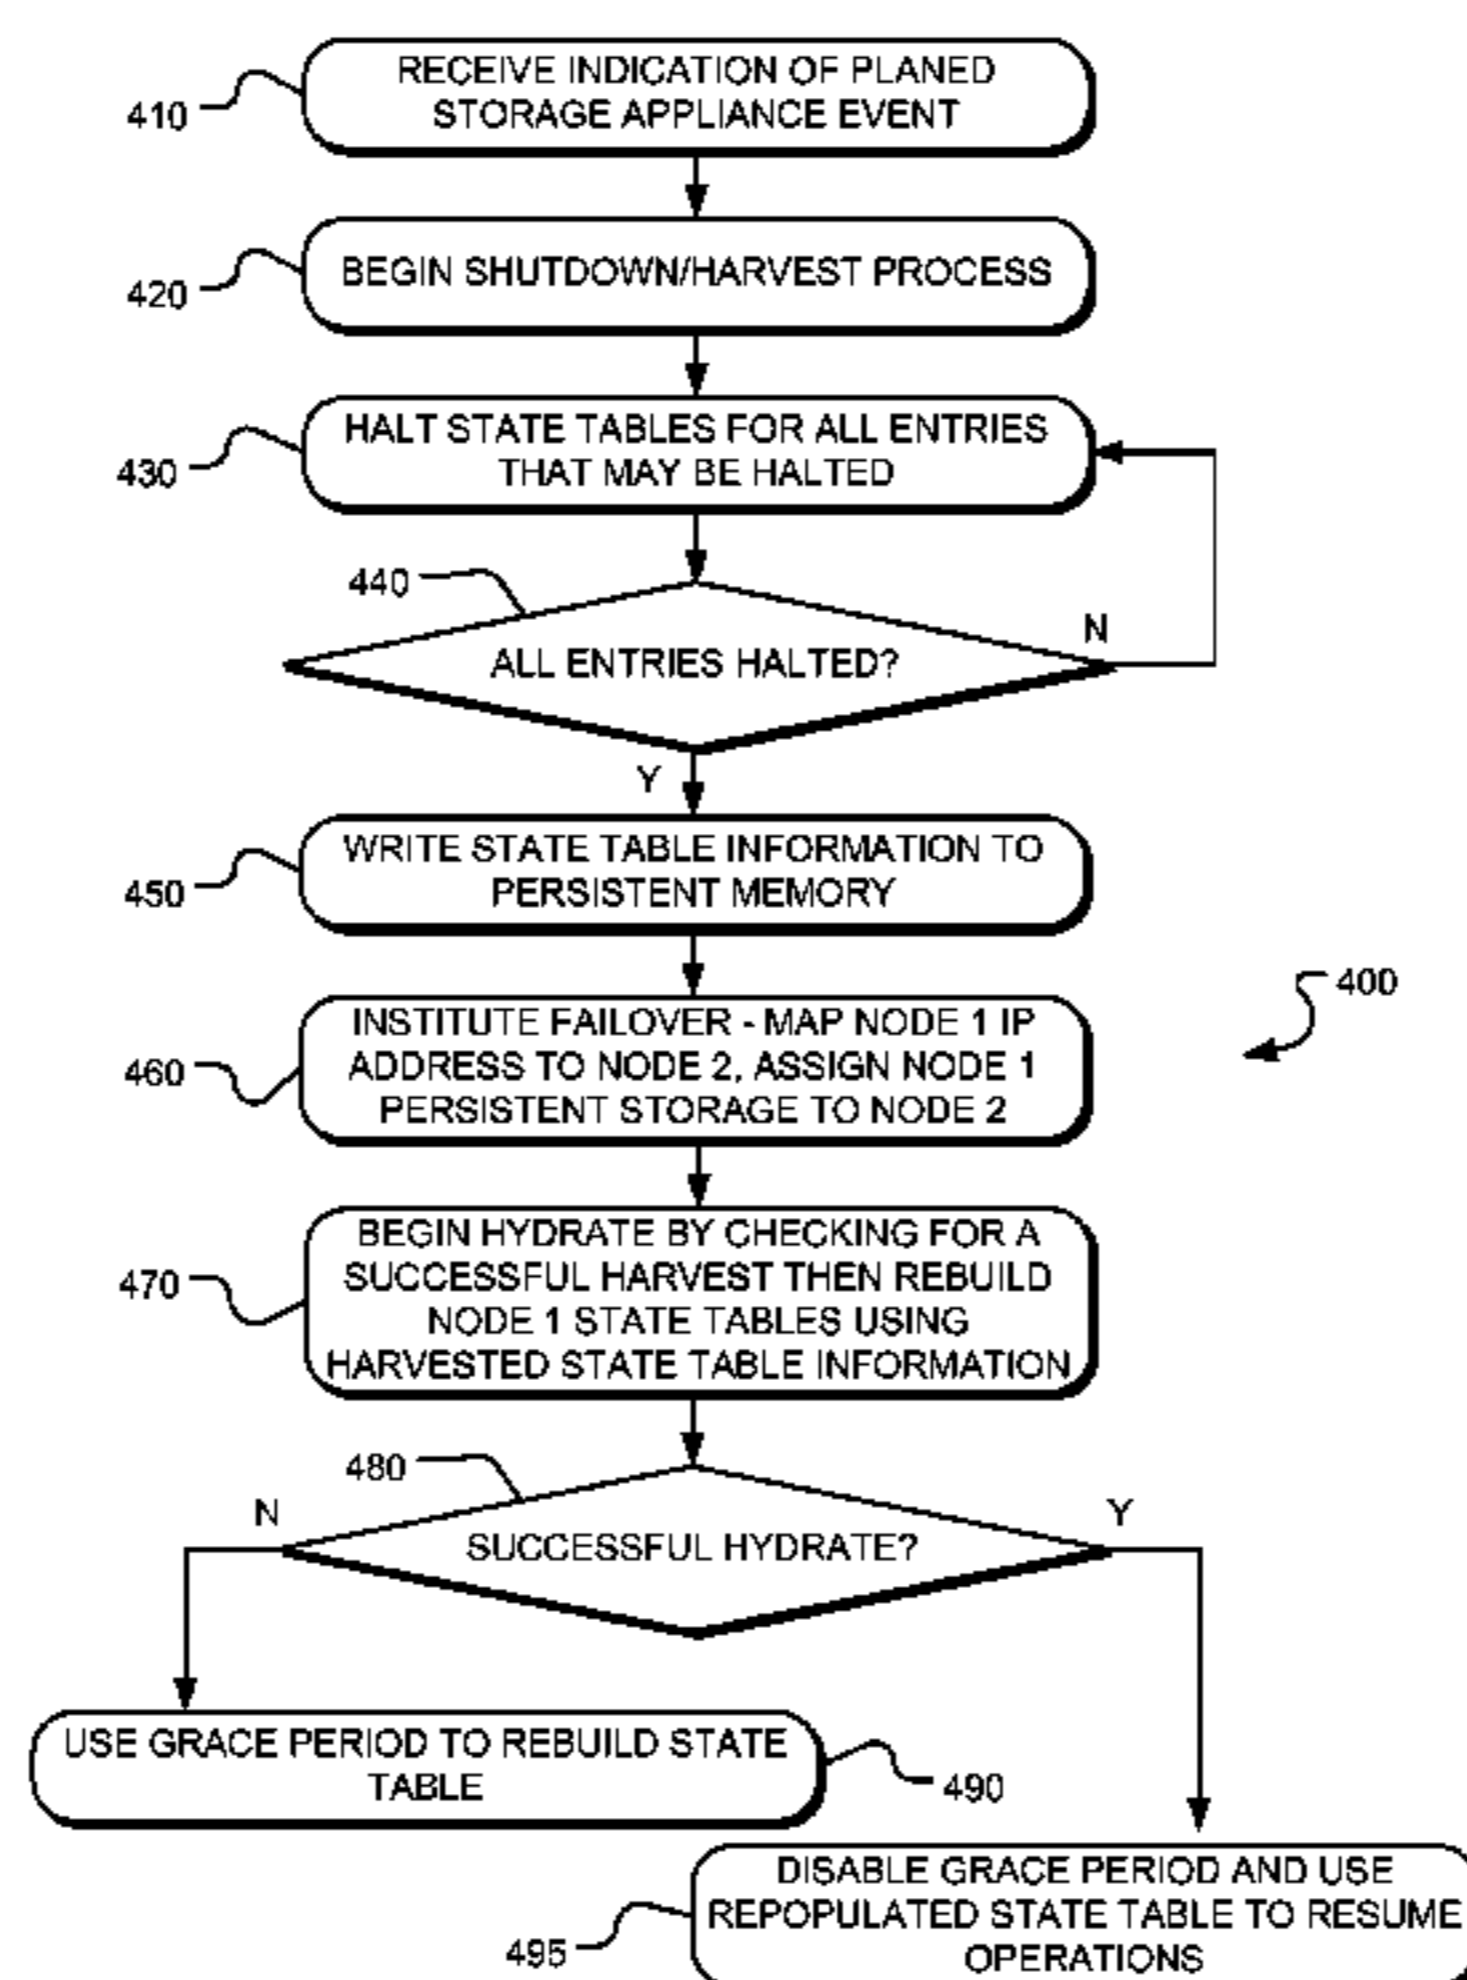 RECEIVE INDICATION OF PLANED
STORAGE APPLIANCE EVENT
410
BEGIN SHUTDOWN/HARVEST PROCESS
420
HALT STATE TABLES FOR ALL ENTRIES
THAT MAY BE HALTED
430
440
N
ALL ENTRIES HALTED?
Y
WRITE STATE TABLE INFORMATION TO
PERSISTENT MEMORY
450
400
INSTITUTE FAILOVER - MAP NODE 1 IP
ADDRESS TO NODE 2, ASSIGN NODE 1
PERSISTENT STORAGE TO NODE 2
460
BEGIN HYDRATE BY CHECKING FOR A
SUCCESSFUL HARVEST THEN REBUILD
NODE 1 STATE TABLES USING
HARVESTED STATE TABLE INFORMATION
470
480
N
Y
SUCCESSFUL HYDRATE?
USE GRACE PERIOD TO REBUILD STATE
TABLE
490
DISABLE GRACE PERIOD AND USE
REPOPULATED STATE TABLE TO RESUME
OPERATIONS
495